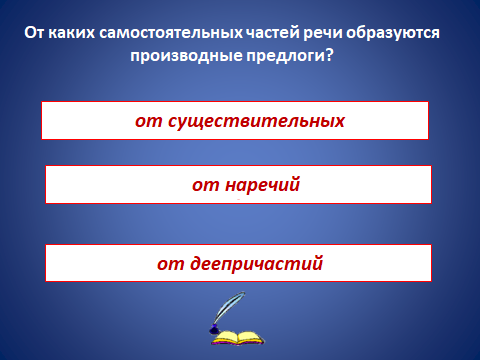 От каких самостоятельных частей речи образуются
производные предлоги?
от существительных
от наречий
от деепричастий